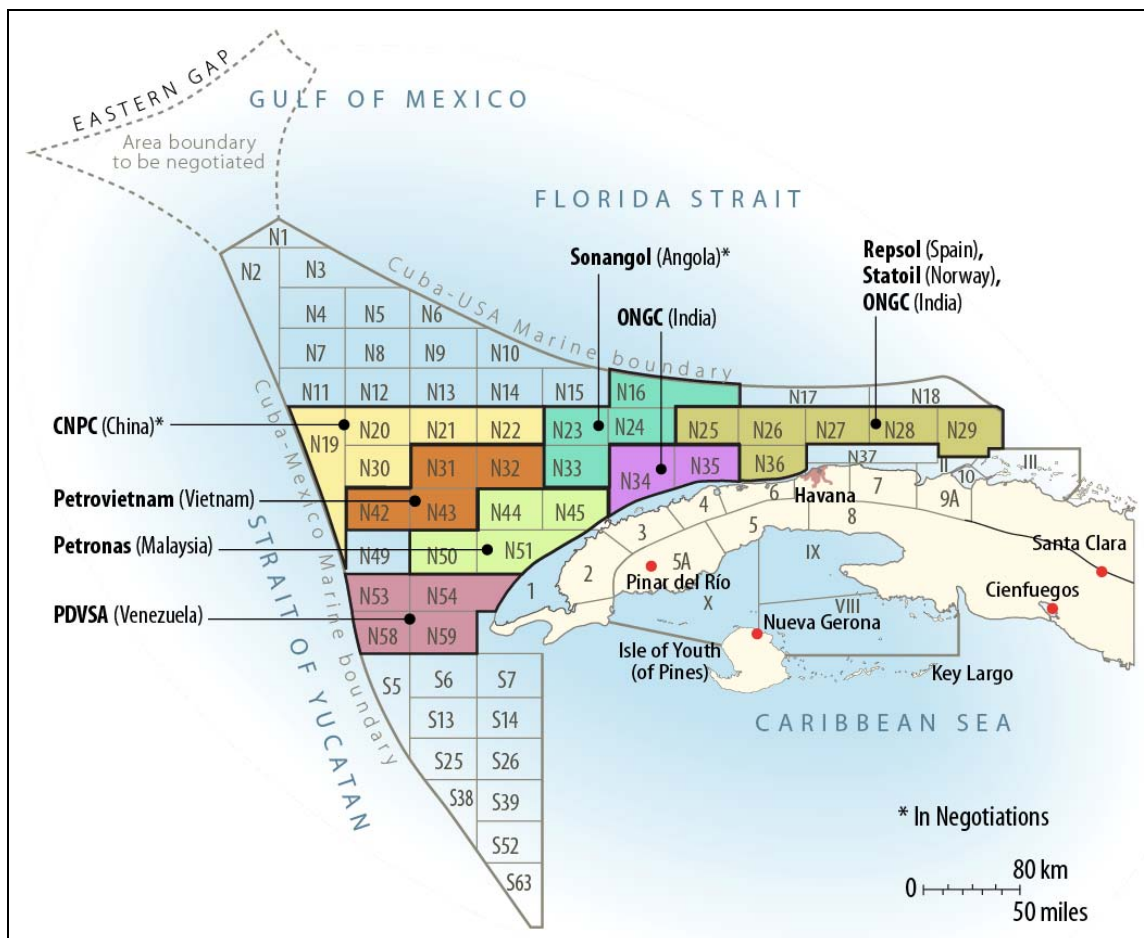 EASTERN GAP
Area boundary
to be negotiated
GULF OF MEXICO
FLORIDA STRAIT
Cuba-USA Marine boundary
Cuba-Mexico Marine boundary
STRAIT OF YUCATAN
CARIBBEAN SEA
Sonangol (Angola)*
ONGC (India)
Repsol (Spain),
Statoil (Norway),
ONGC (India)
CNPC (China)*
Petrovietnam (Vietnam)
Petronas (Malaysia)
PDVSA (Venezuela)
N1
N2
N3
N4
N5
N6
N7
N8
N9
N10
N11
N12
N13
N14
N15
N16
N17
N18
N19
N20
N21
N22
N23
N24
N25
N26
N27
N28
N29
N30
N31
N32
N33
N34
N35
N36
N37
II
10
III
N42
N43
N44
N45
N49
N50
N51
N53
N54
N58
N59
1
2
3
4
5
5A
6
7
8
9A
IX
X
VIII
Havana
Pinar del Río
Santa Clara
Cienfuegos
Nueva Gerona
Isle of Youth
(of Pines)
Key Largo
S5
S6
S7
S13
S14
S25
S26
S38
S39
S52
S63
* In Negotiations
80 km
0
50 miles